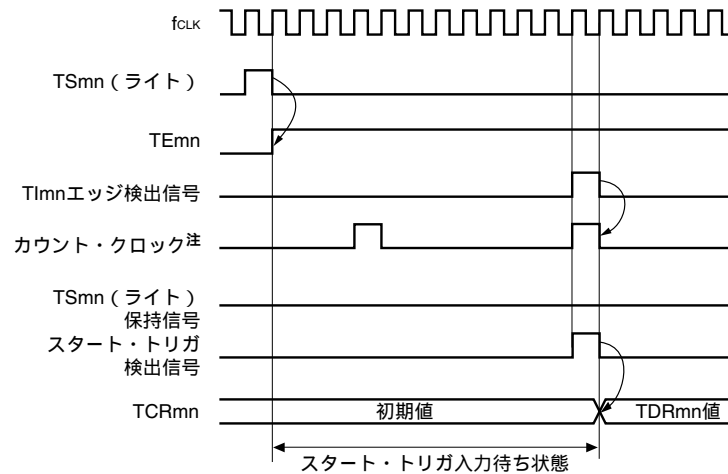 fCLK
TSmn(ライト)
TEmn
TImnエッジ検出信号
カウント・クロック注
TSmn(ライト)
保持信号
スタート・トリガ
検出信号
TCRmn
初期値
TDRmn値
スタート・トリガ入力待ち状態